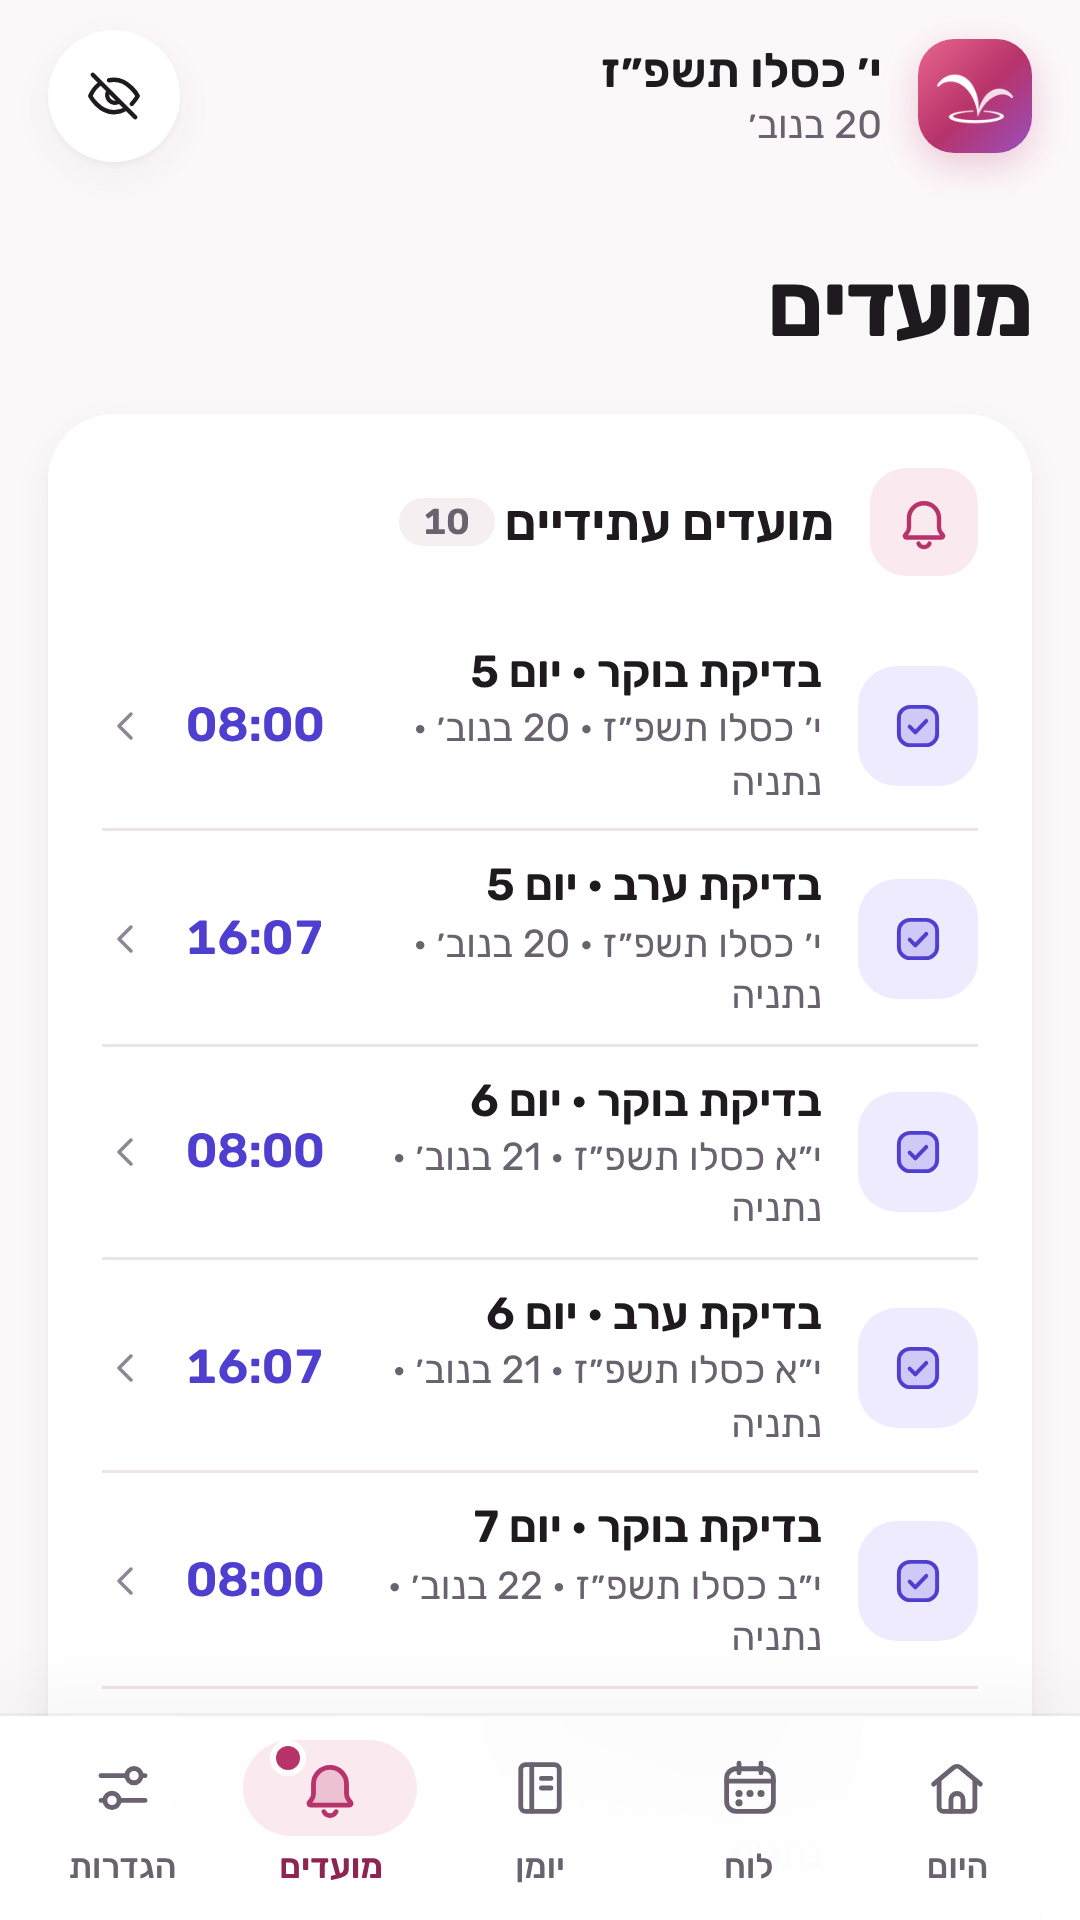 י׳ כסלו תשפ״ז
20 בנוב׳
מועדים
מועדים עתידיים 10
בדיקת בוקר • יום 5
י׳ כסלו תשפ״ז • 20 בנוב׳ •
נתניה
08:00
בדיקת ערב • יום 5
י׳ כסלו תשפ״ז • 20 בנוב׳ •
נתניה
16:07
בדיקת בוקר • יום 6
י״א כסלו תשפ״ז • 21 בנוב׳ •
נתניה
08:00
בדיקת ערב • יום 6
י״א כסלו תשפ״ז • 21 בנוב׳ •
נתניה
16:07
בדיקת בוקר • יום 7
י״ב כסלו תשפ״ז • 22 בנוב׳ •
נתניה
08:00
היום
לוח
יומן
מועדים
הגדרות